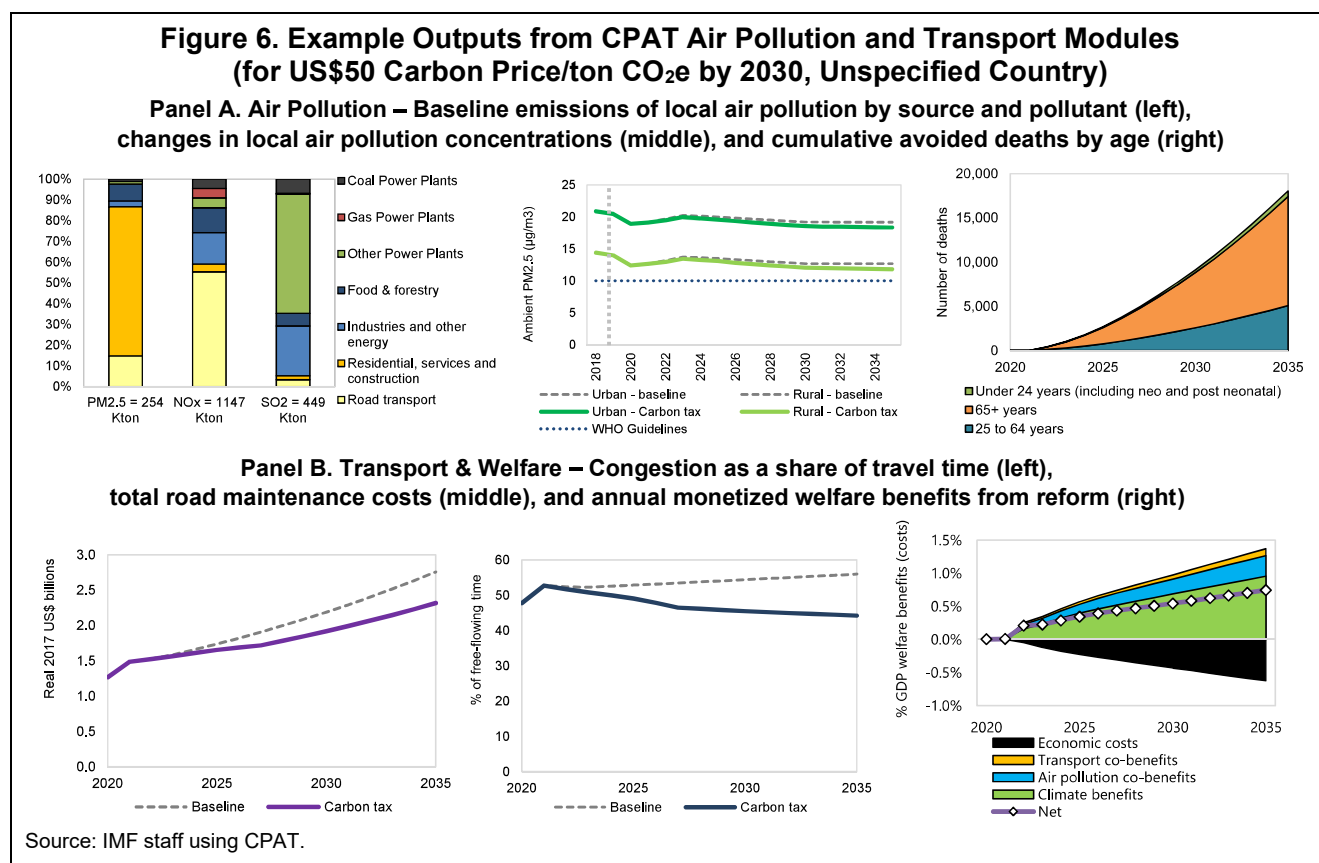 Figure 6. Example Outputs from CPAT Air Pollution and Transport Modules
(for US$50 Carbon Price/ton CO₂e by 2030, Unspecified Country)
Panel A. Air Pollution – Baseline emissions of local air pollution by source and pollutant (left),
changes in local air pollution concentrations (middle), and cumulative avoided deaths by age (right)
100%
90%
80%
70%
60%
50%
40%
30%
20%
10%
0%
PM2.5 = 254 Kton
NOx = 1147 Kton
SO2 = 449 Kton
Coal Power Plants
Gas Power Plants
Other Power Plants
Food & forestry
Industries and other
energy
Residential, services and
construction
Road transport
Ambient PM2.5 (µg/m3)
25
20
15
10
5
0
2018
2020
2022
2024
2026
2028
2030
2032
2034
Urban - baseline
Rural - baseline
Urban - Carbon tax
Rural - Carbon tax
WHO Guidelines
Number of deaths
20,000
15,000
10,000
5,000
0
2020 2025 2030 2035
Under 24 years (including neo and post neonatal)
65+ years
25 to 64 years
Panel B. Transport & Welfare – Congestion as a share of travel time (left),
total road maintenance costs (middle), and annual monetized welfare benefits from reform (right)
Real 2017 US$ billions
3.0
2.5
2.0
1.5
1.0
0.5
0.0
2020 2025 2030 2035
Baseline
Carbon tax
% of free-flowing time
60
50
40
30
20
10
0
2020 2025 2030 2035
Baseline
Carbon tax
% GDP welfare benefits (costs)
1.5%
1.0%
0.5%
0.0%
-0.5%
-1.0%
2020 2025 2030 2035
Economic costs
Transport co-benefits
Air pollution co-benefits
Climate benefits
Net
Source: IMF staff using CPAT.